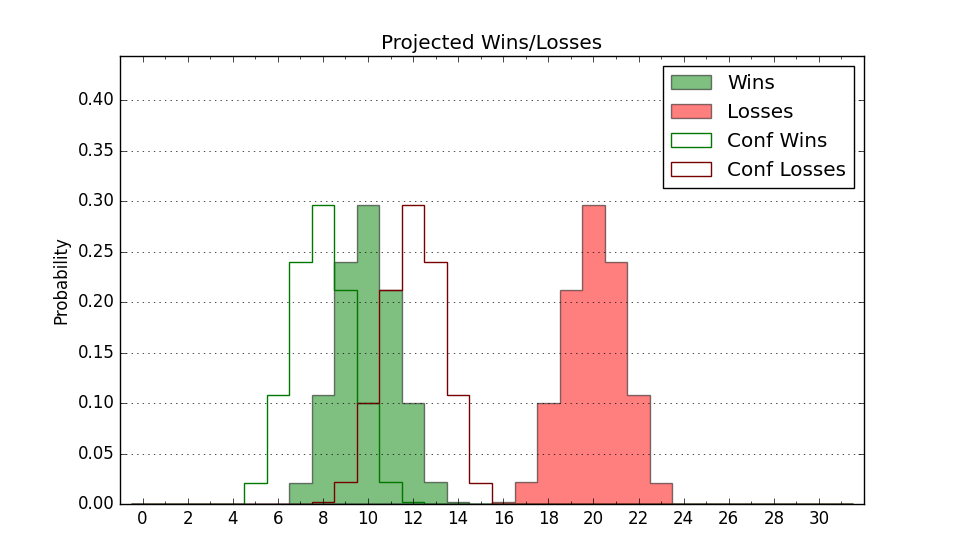 Projected Wins/Losses
Wins
Losses
Conf Wins
Conf Losses
Probability
0.40
0.35
0.30
0.25
0.20
0.15
0.10
0.05
0.00
0 2 4 6 8 10 12 14 16 18 20 22 24 26 28 30